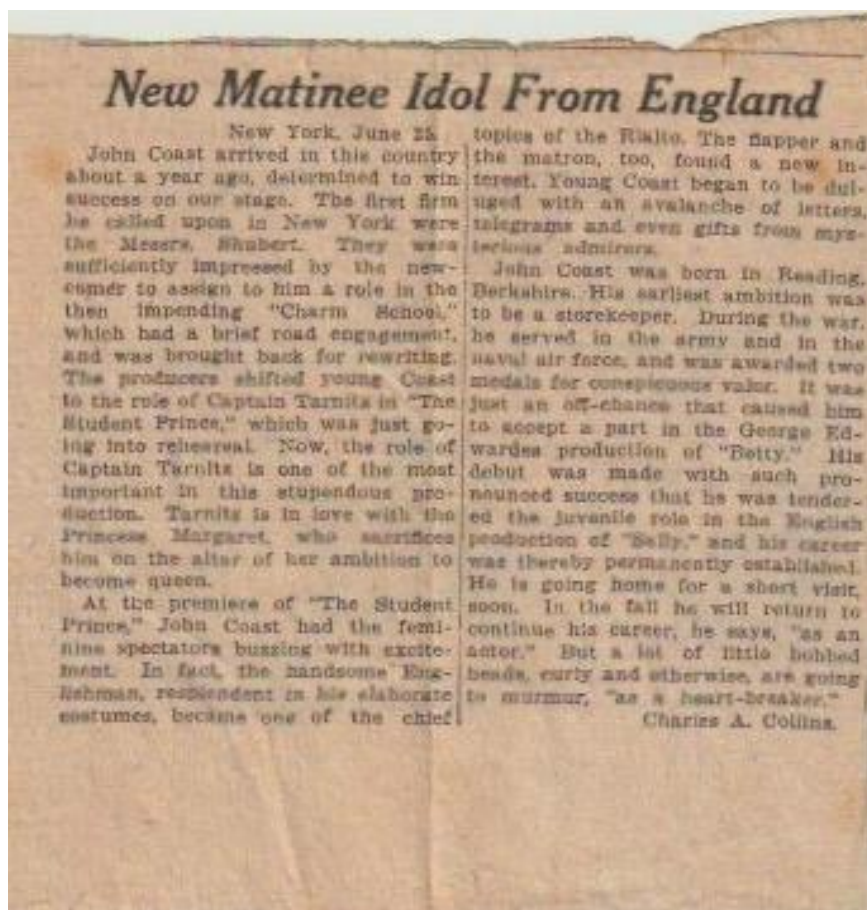 New Matinee Idol From England
New York, June 25.
John Coast arrived in this country
about a year ago, determined to win
success on our stage. The first firm
he called upon in New York were
the Messrs. Shubert. They were
sufficiently impressed by the new-
comer to assign to him a role in the
then impending "Charm School,"
which had a brief road engagement,
and was brought back for rewriting.
The producers shifted young Coast
to the role of Captain Tarnitz in "The
Student Prince," which was just go-
ing into rehearsal. Now, the role of
Captain Tarnitz is one of the most
important in this stupendous pro-
duction. Tarnitz is in love with the
Princess Margaret, who sacrifices
him on the altar of her ambition to
become queen.
At the premiere of "The Student
Prince," John Coast had the femi-
nine spectators buzzing with excite-
ment. In fact, the handsome Eng-
lishman, resplendent in his elaborate
costumes, became one of the chief
topics of the Rialto. The flapper and
the matron, too, found a new in-
terest. Young Coast began to be del-
uged with an avalanche of letters,
telegrams and even gifts from mys-
terious admirers.
John Coast was born in Reading,
Berkshire. His earliest ambition was
to be a storekeeper. During the war,
he served in the army and in the
naval air force, and was awarded two
medals for conspicuous valor. It was
just an off-chance that caused him
to accept a part in the George Ed-
wardes production of "Betty." His
debut was made with such pro-
nounced success that he was tender-
ed the juvenile role in the English
production of "Sally," and his career
was thereby permanently established.
He is going home for a short visit,
soon. In the fall he will return to
continue his career, he says, "as an
actor." But a lot of little bobbed
heads, curly and otherwise, are going
to murmur, "as a heart-breaker."
Charles A. Collins.